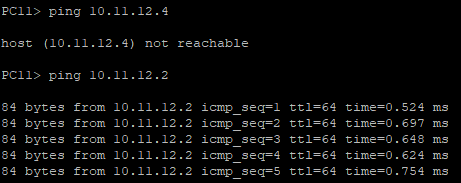 PC11> ping 10.11.12.4
host (10.11.12.4) not reachable
PC11> ping 10.11.12.2
84 bytes from 10.11.12.2 icmp_seq=1 ttl=64 time=0.524 ms
84 bytes from 10.11.12.2 icmp_seq=2 ttl=64 time=0.697 ms
84 bytes from 10.11.12.2 icmp_seq=3 ttl=64 time=0.648 ms
84 bytes from 10.11.12.2 icmp_seq=4 ttl=64 time=0.624 ms
84 bytes from 10.11.12.2 icmp_seq=5 ttl=64 time=0.754 ms